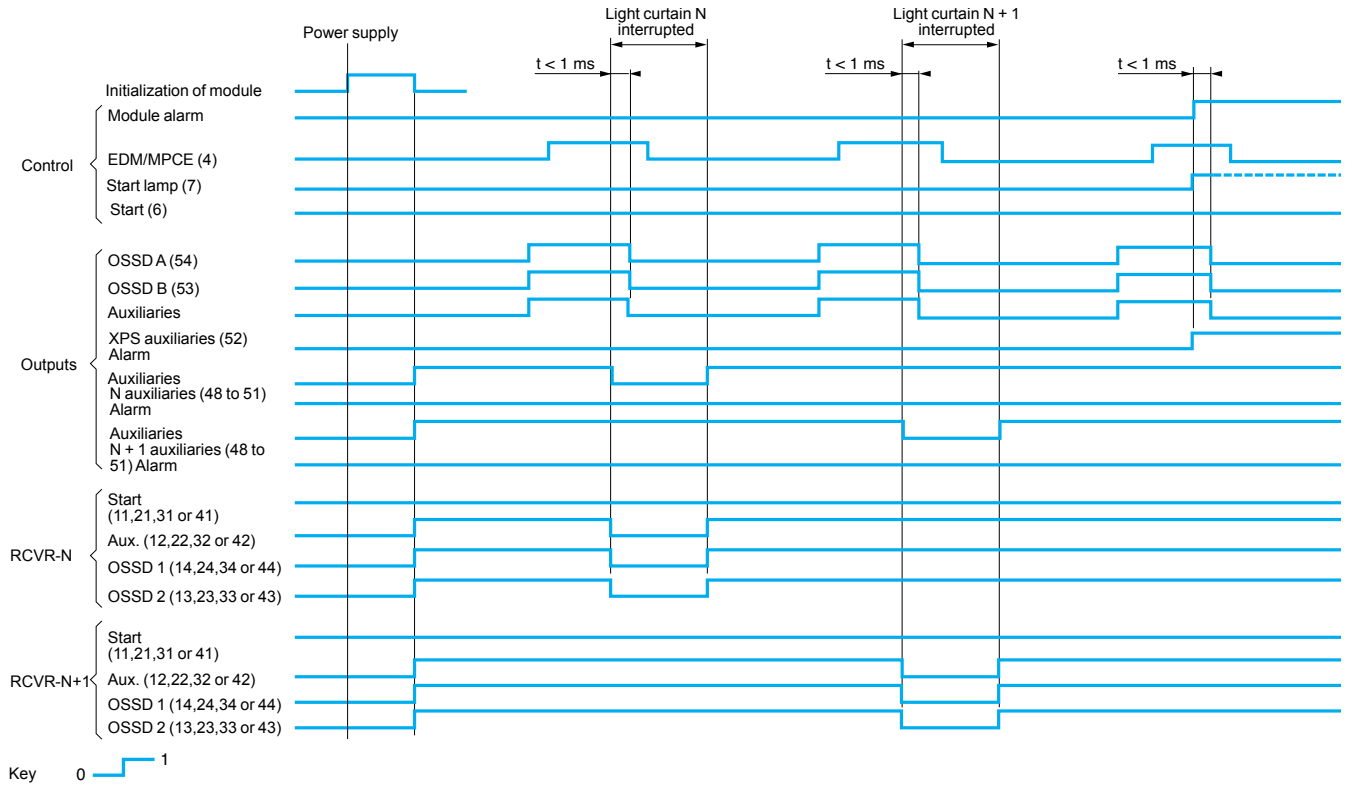 Light curtain N
interrupted
Light curtain N + 1
interrupted
Power supply
t < 1 ms
t < 1 ms
t < 1 ms
Initialization of module
Module alarm
Control
EDM/MPCE (4)
Start lamp (7)
Start (6)
OSSD A (54)
OSSD B (53)
Auxiliaries
XPS auxiliaries (52)
Alarm
Outputs
Auxiliaries
N auxiliaries (48 to 51)
Alarm
Auxiliaries
N + 1 auxiliaries (48 to
51) Alarm
Start
(11,21,31 or 41)
Aux. (12,22,32 or 42)
RCVR-N
OSSD 1 (14,24,34 or 44)
OSSD 2 (13,23,33 or 43)
Start
(11,21,31 or 41)
RCVR-N+1
Aux. (12,22,32 or 42)
OSSD 1 (14,24,34 or 44)
OSSD 2 (13,23,33 or 43)
Key 0 1